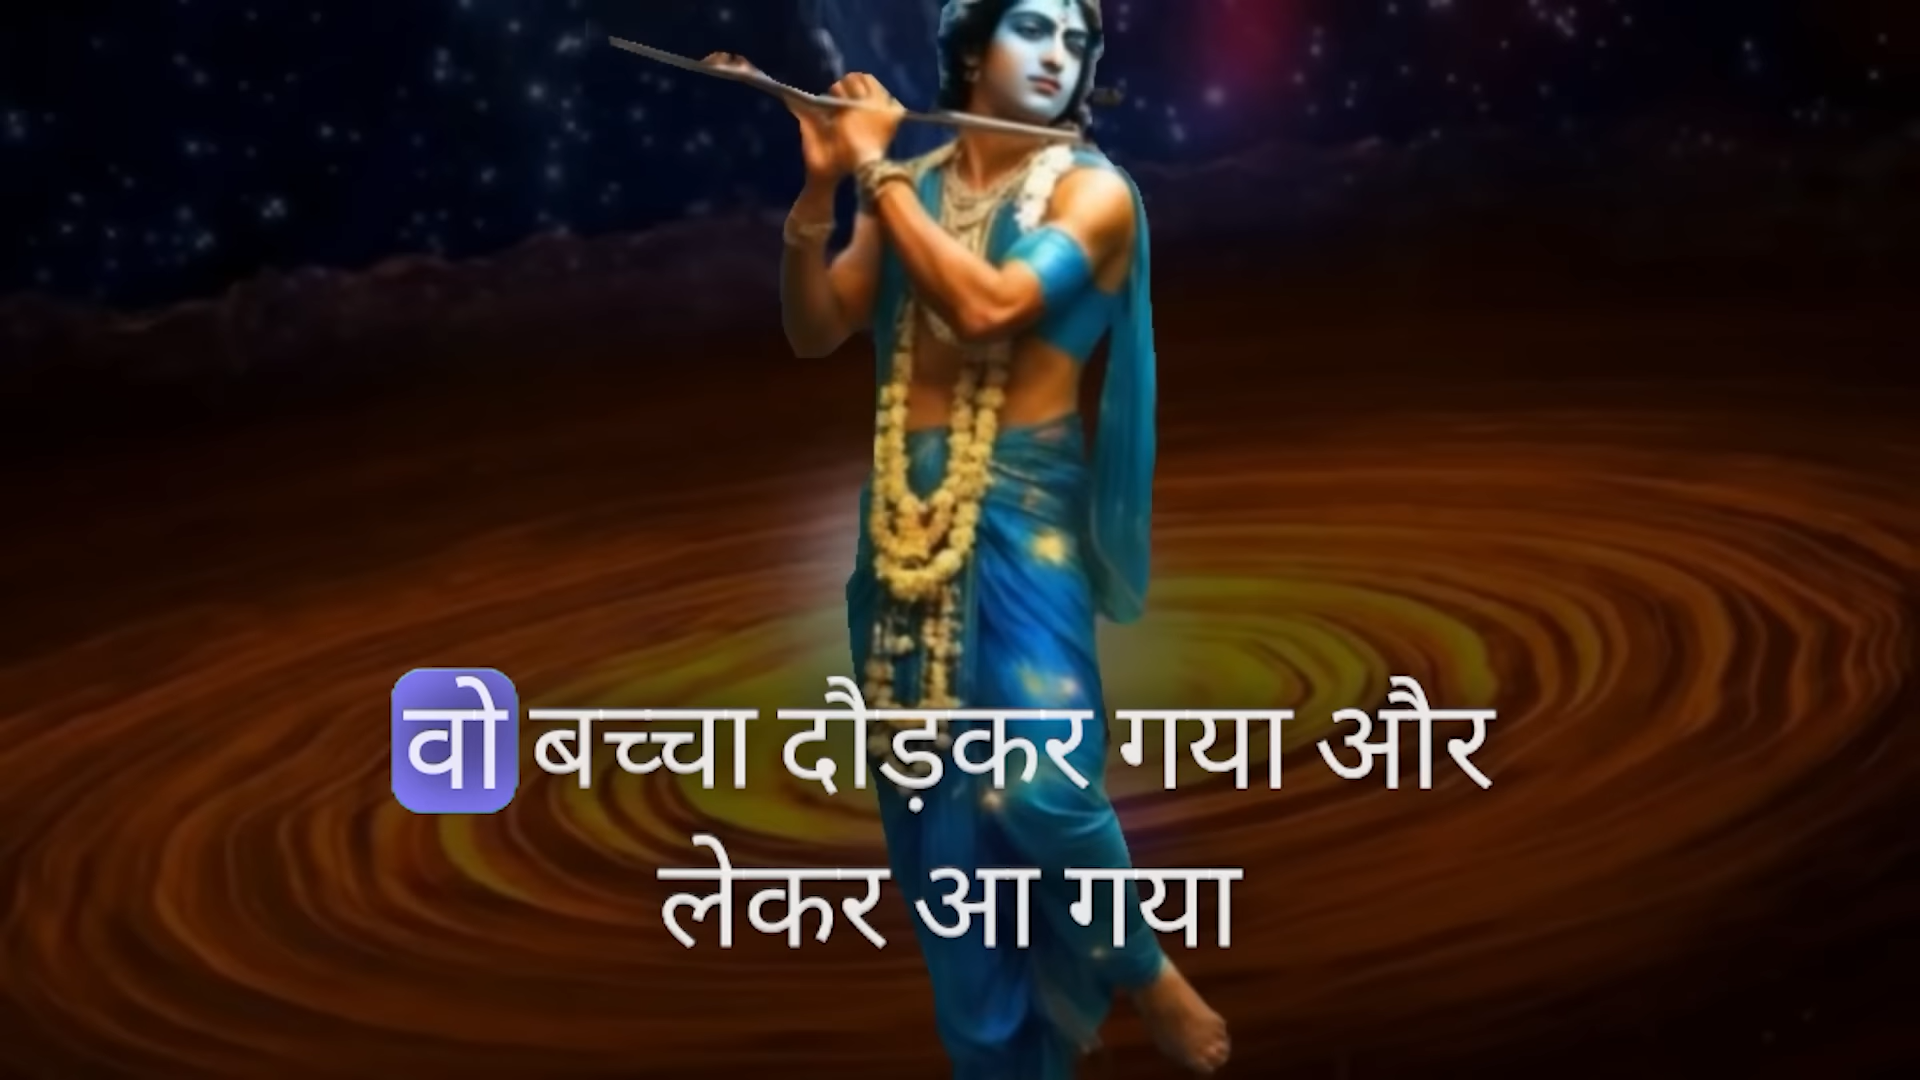 वो बच्चा दौड़कर गया और
लेकर आ गया